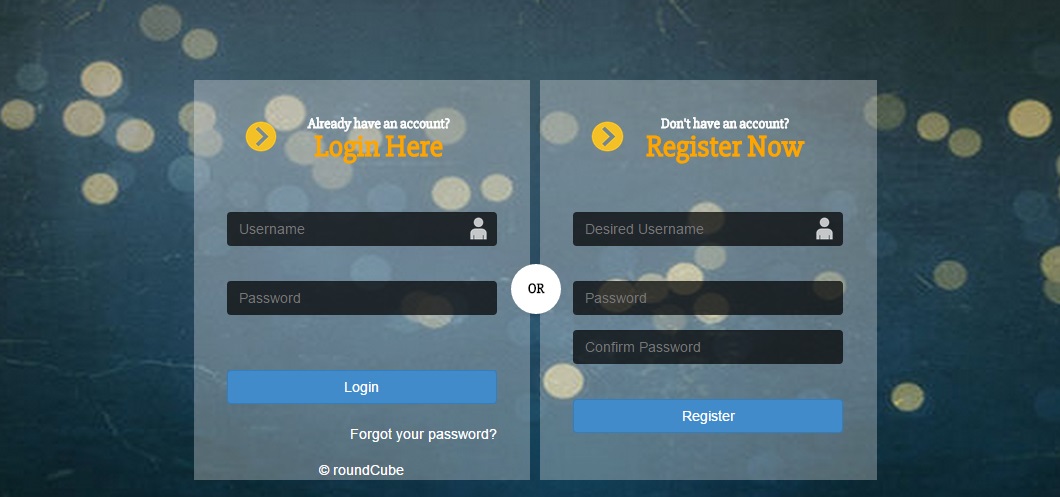 Already have an account?
Login Here
Username
Password
Login
Forgot your password?
© roundCube
OR
Don't have an account?
Register Now
Desired Username
Password
Confirm Password
Register